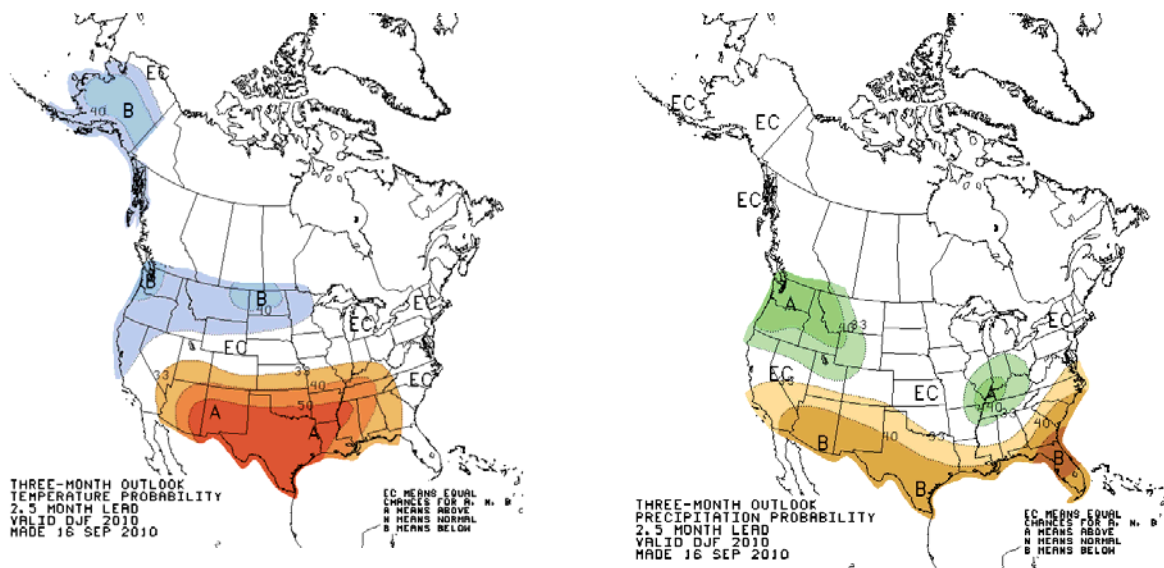 EC
B
40
B
B
40
EC
EC
EC
EC
33
33
40
50
A
A
THREE-MONTH OUTLOOK
TEMPERATURE PROBABILITY
2.5 MONTH LEAD
VALID DJF 2010
MADE 16 SEP 2010
EC MEANS EQUAL
CHANCES FOR A, N, B
A MEANS ABOVE
N MEANS NORMAL
B MEANS BELOW
EC
EC
EC
A
40
33
EC
EC
33
EC
A
40
33
B
40
33
40
B
B
THREE-MONTH OUTLOOK
PRECIPITATION PROBABILITY
2.5 MONTH LEAD
VALID DJF 2010
MADE 16 SEP 2010
EC MEANS EQUAL
CHANCES FOR A, N, B
A MEANS ABOVE
N MEANS NORMAL
B MEANS BELOW